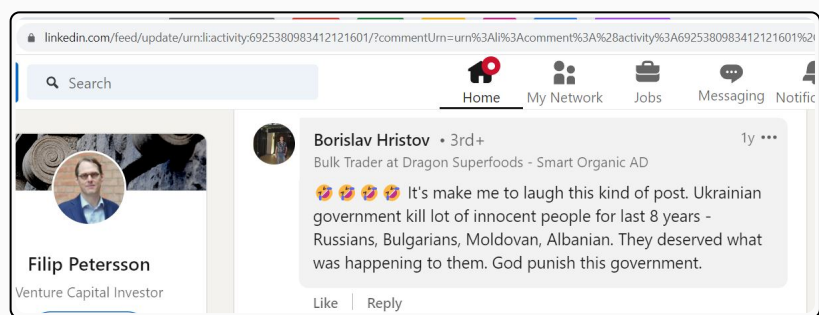 linkedin.com/feed/update/urn:li:activity:6925380983412121601/?commentUrn=urn%3Ali%3Acomment%3A%28activity%3A6925380983412121601%2
Search
Home
My Network
Jobs
Messaging
Notific
Borislav Hristov • 3rd+
1y •••
Bulk Trader at Dragon Superfoods - Smart Organic AD
🤣 🤣 🤣 🤣 It's make me to laugh this kind of post. Ukrainian
government kill lot of innocent people for last 8 years -
Russians, Bulgarians, Moldovan, Albanian. They deserved what
was happening to them. God punish this government.
Like | Reply
Filip Petersson
Venture Capital Investor